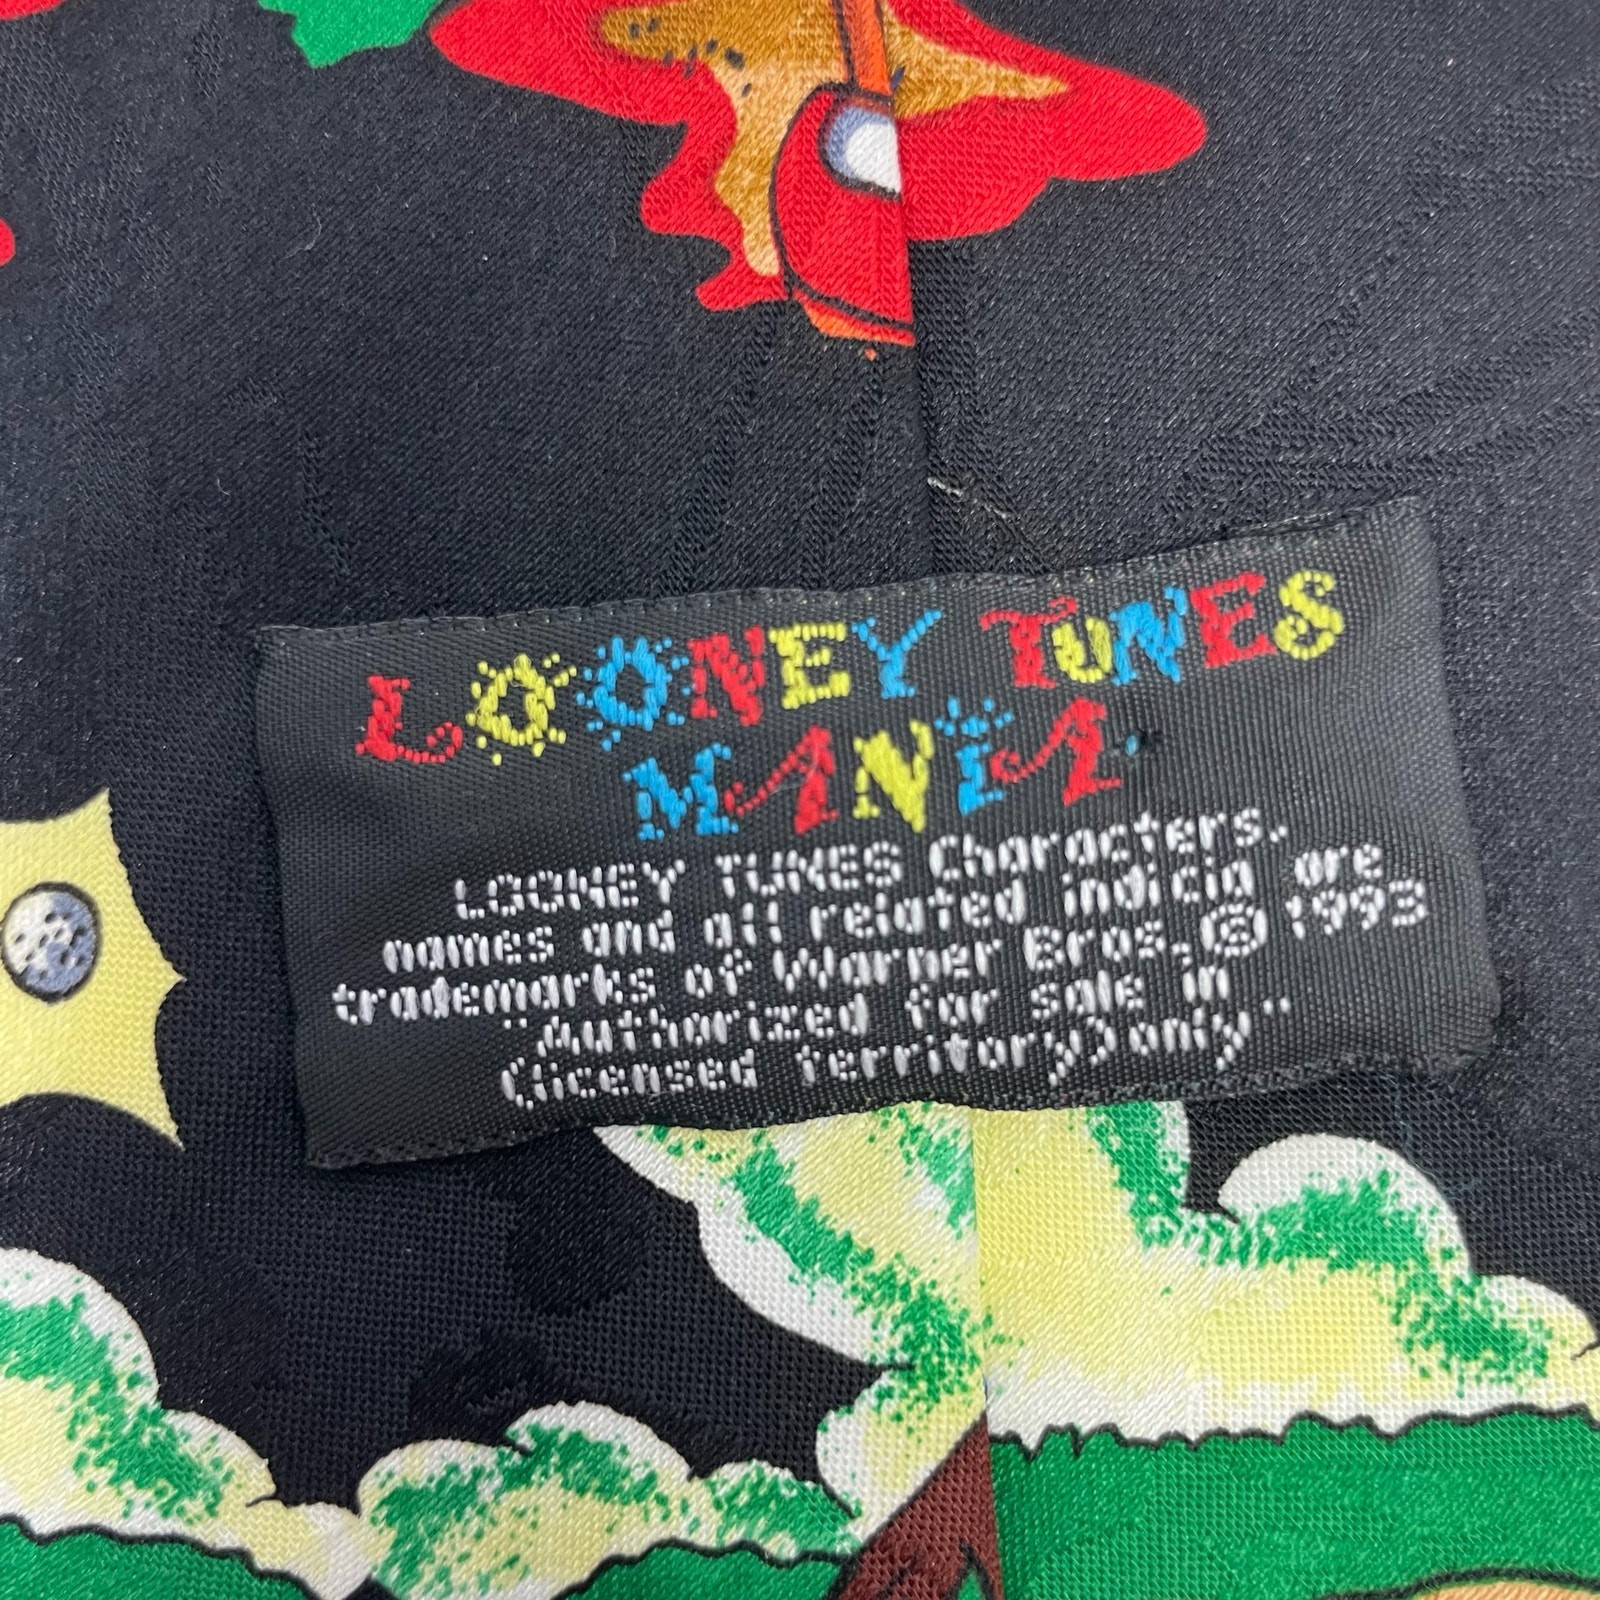 LOONEY TUNES
MANIA.
LOONEY TUNES Characters,
names and all related indicia are
trademarks of Warner Bros. © 1993
"Authorized for sale in
(licensed territory) only"